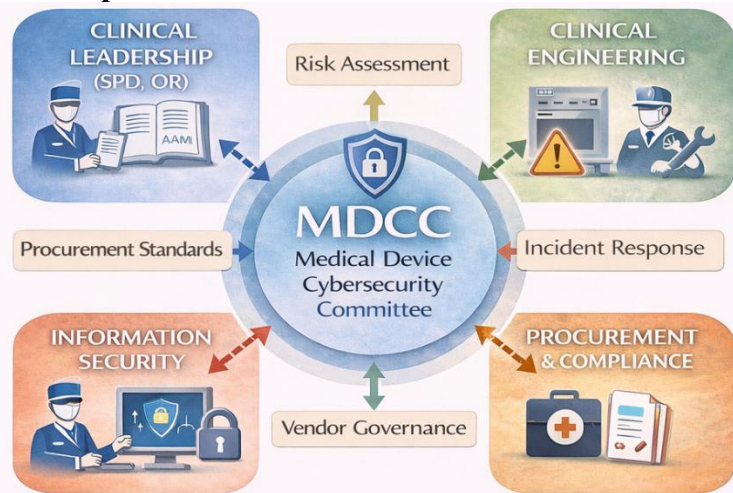 CLINICAL
LEADERSHIP
(SPD, OR)
AAMI
Risk Assessment
CLINICAL
ENGINEERING
MDCC
Medical Device
Cybersecurity
Committee
Procurement Standards
Incident Response
INFORMATION
SECURITY
PROCUREMENT
& COMPLIANCE
Vendor Governance